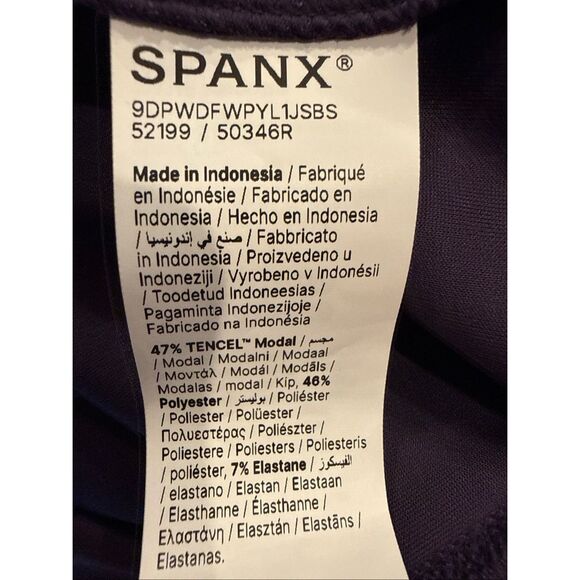 SPANX®
9DPWDFWPYL1JSBS
52199 / 50346R
Made in Indonesia / Fabriqué
en Indonésie / Fabricado en
Indonesia / Hecho en Indonesia
/ صنع في إندونيسيا / Fabbricato
in Indonesia / Proizvedeno u
Indoneziji / Vyrobeno v Indonésii
/ Toodetud Indoneesias /
Pagaminta Indonezijoje /
Fabricado na Indonésia
47% TENCEL™ Modal / مجسم /
/ Modal / Modalni / Modaal
/ Μοντάλ / Modál / Modāls /
Modalas / modal / Kip, 46%
Polyester / بوليستر / Poliéster
/ Poliester / Polüester /
Πολυεστέρας / Poliészter /
Poliestere / Poliesters / Poliesteris
/ poliéster, 7% Elastane / الفيسكوز
/ elastano / Elastan / Elastaan
/ Elasthanne / Élasthanne /
Ελαστάνη / Elasztán / Elastāns /
Elastanas.